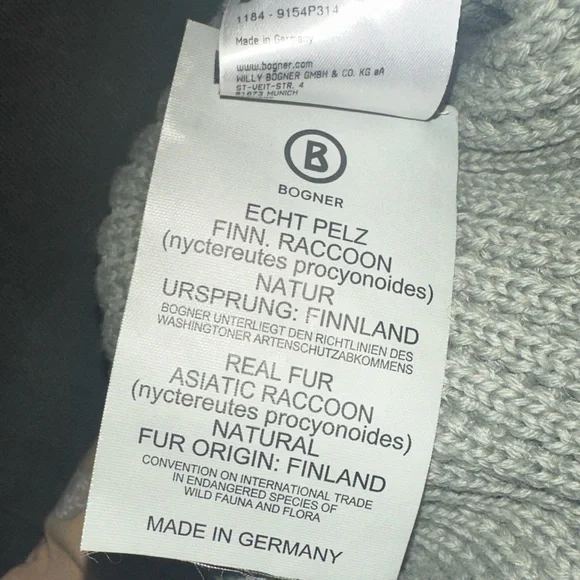 1184 - 9154P314
Made in Germany
www.bogner.com
WILLY BOGNER GMBH & CO. KG aA
ST-VEIT-STR. 4
81673 MUNICH
B
BOGNER
ECHT PELZ
FINN. RACCOON
(nyctereutes procyonoides)
NATUR
URSPRUNG: FINNLAND
BOGNER UNTERLIEGT DEN RICHTLINIEN DES
WASHINGTONER ARTENSCHUTZABKOMMENS
REAL FUR
ASIATIC RACCOON
(nyctereutes procyonoides)
NATURAL
FUR ORIGIN: FINLAND
CONVENTION ON INTERNATIONAL TRADE
IN ENDANGERED SPECIES OF
WILD FAUNA AND FLORA
MADE IN GERMANY